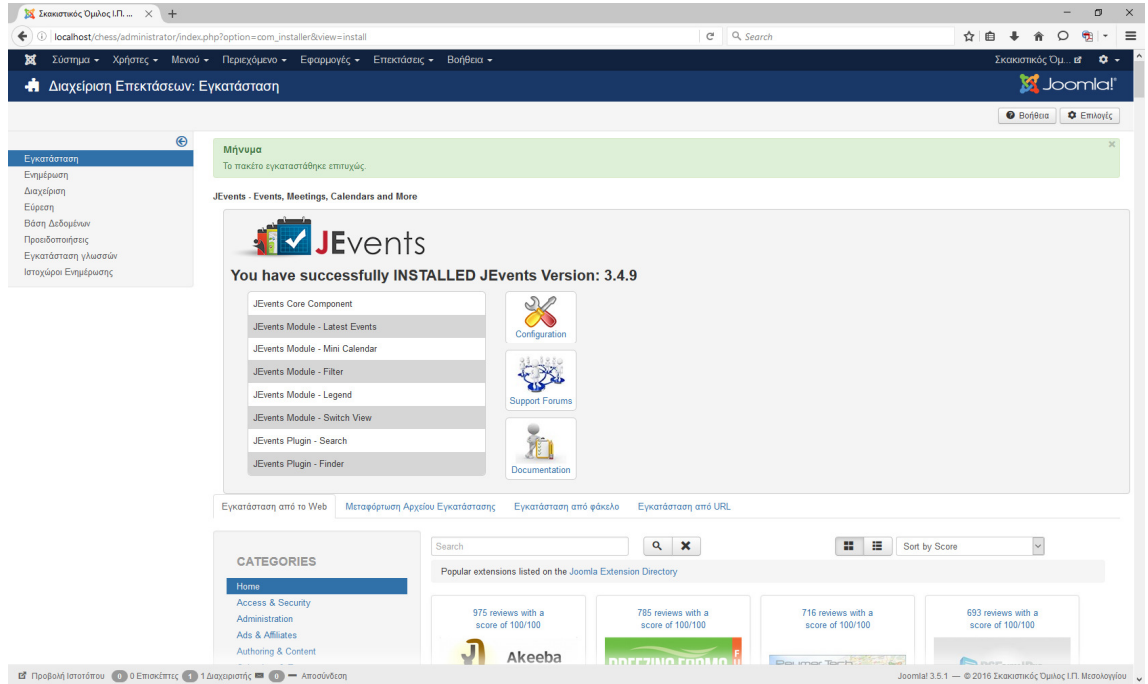 Σκακιστικός Όμιλος Ι.Π. ...
localhost/chess/administrator/index.php?option=com_installer&view=install
Search
Σύστημα Χρήστες Μενού Περιεχόμενο Εφαρμογές Επεκτάσεις Βοήθεια
Σκακιστικός Όμ...
Διαχείριση Επεκτάσεων: Εγκατάσταση
Joomla!
Βοήθεια Επιλογές
Εγκατάσταση
Ενημέρωση
Διαχείριση
Εύρεση
Βάση Δεδομένων
Προειδοποιήσεις
Εγκατάσταση γλωσσών
Ιστοχώροι Ενημέρωσης
Μήνυμα
Το πακέτο εγκαταστάθηκε επιτυχώς.
JEvents - Events, Meetings, Calendars and More
JEvents
You have successfully INSTALLED JEvents Version: 3.4.9
JEvents Core Component
JEvents Module - Latest Events
JEvents Module - Mini Calendar
JEvents Module - Filter
JEvents Module - Legend
JEvents Module - Switch View
JEvents Plugin - Search
JEvents Plugin - Finder
Configuration
Support Forums
Documentation
Εγκατάσταση από το Web Μεταφόρτωση Αρχείου Εγκατάστασης Εγκατάσταση από φάκελο Εγκατάσταση από URL
CATEGORIES
Home
Access & Security
Administration
Ads & Affiliates
Authoring & Content
Search
Sort by Score
Popular extensions listed on the Joomla Extension Directory
975 reviews with a
score of 100/100
Akeeba
785 reviews with a
score of 100/100
BREEZING FORMS
716 reviews with a
score of 100/100
693 reviews with a
score of 100/100
Προβολή Ιστοτόπου 0 0 Επισκέπτες 1 1 Διαχειριστής 0 Αποσύνδεση
Joomla! 3.5.1 — © 2016 Σκακιστικός Όμιλος Ι.Π. Μεσολογγίου